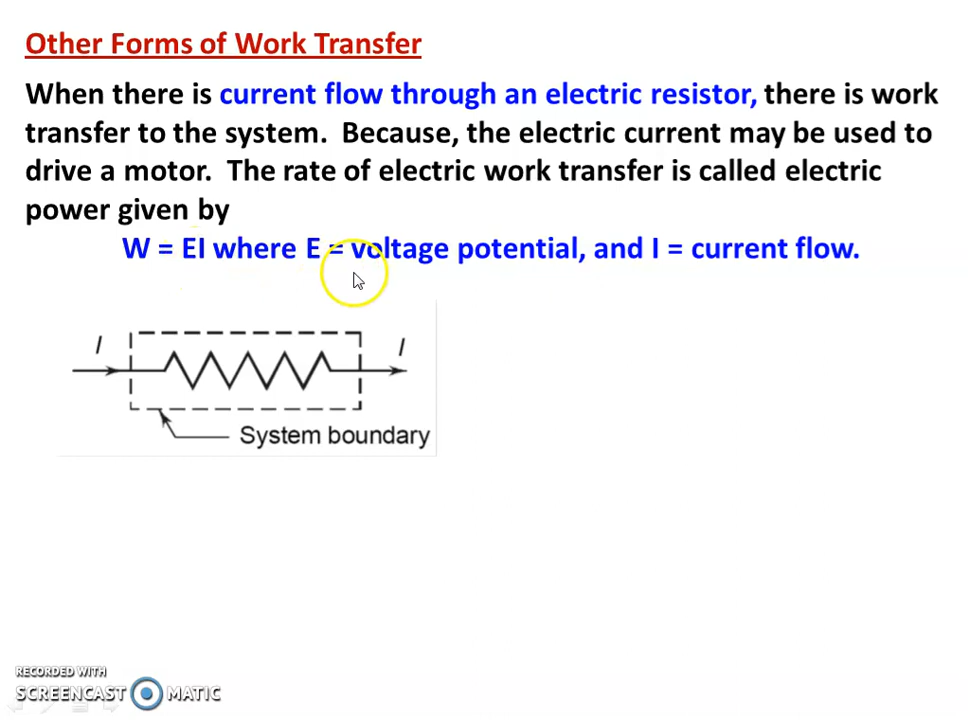 Other Forms of Work Transfer
When there is current flow through an electric resistor, there is work
transfer to the system. Because, the electric current may be used to
drive a motor. The rate of electric work transfer is called electric
power given by
W = EI where E = voltage potential, and I = current flow.
I I
System boundary
RECORDED WITH
SCREENCAST MATIC